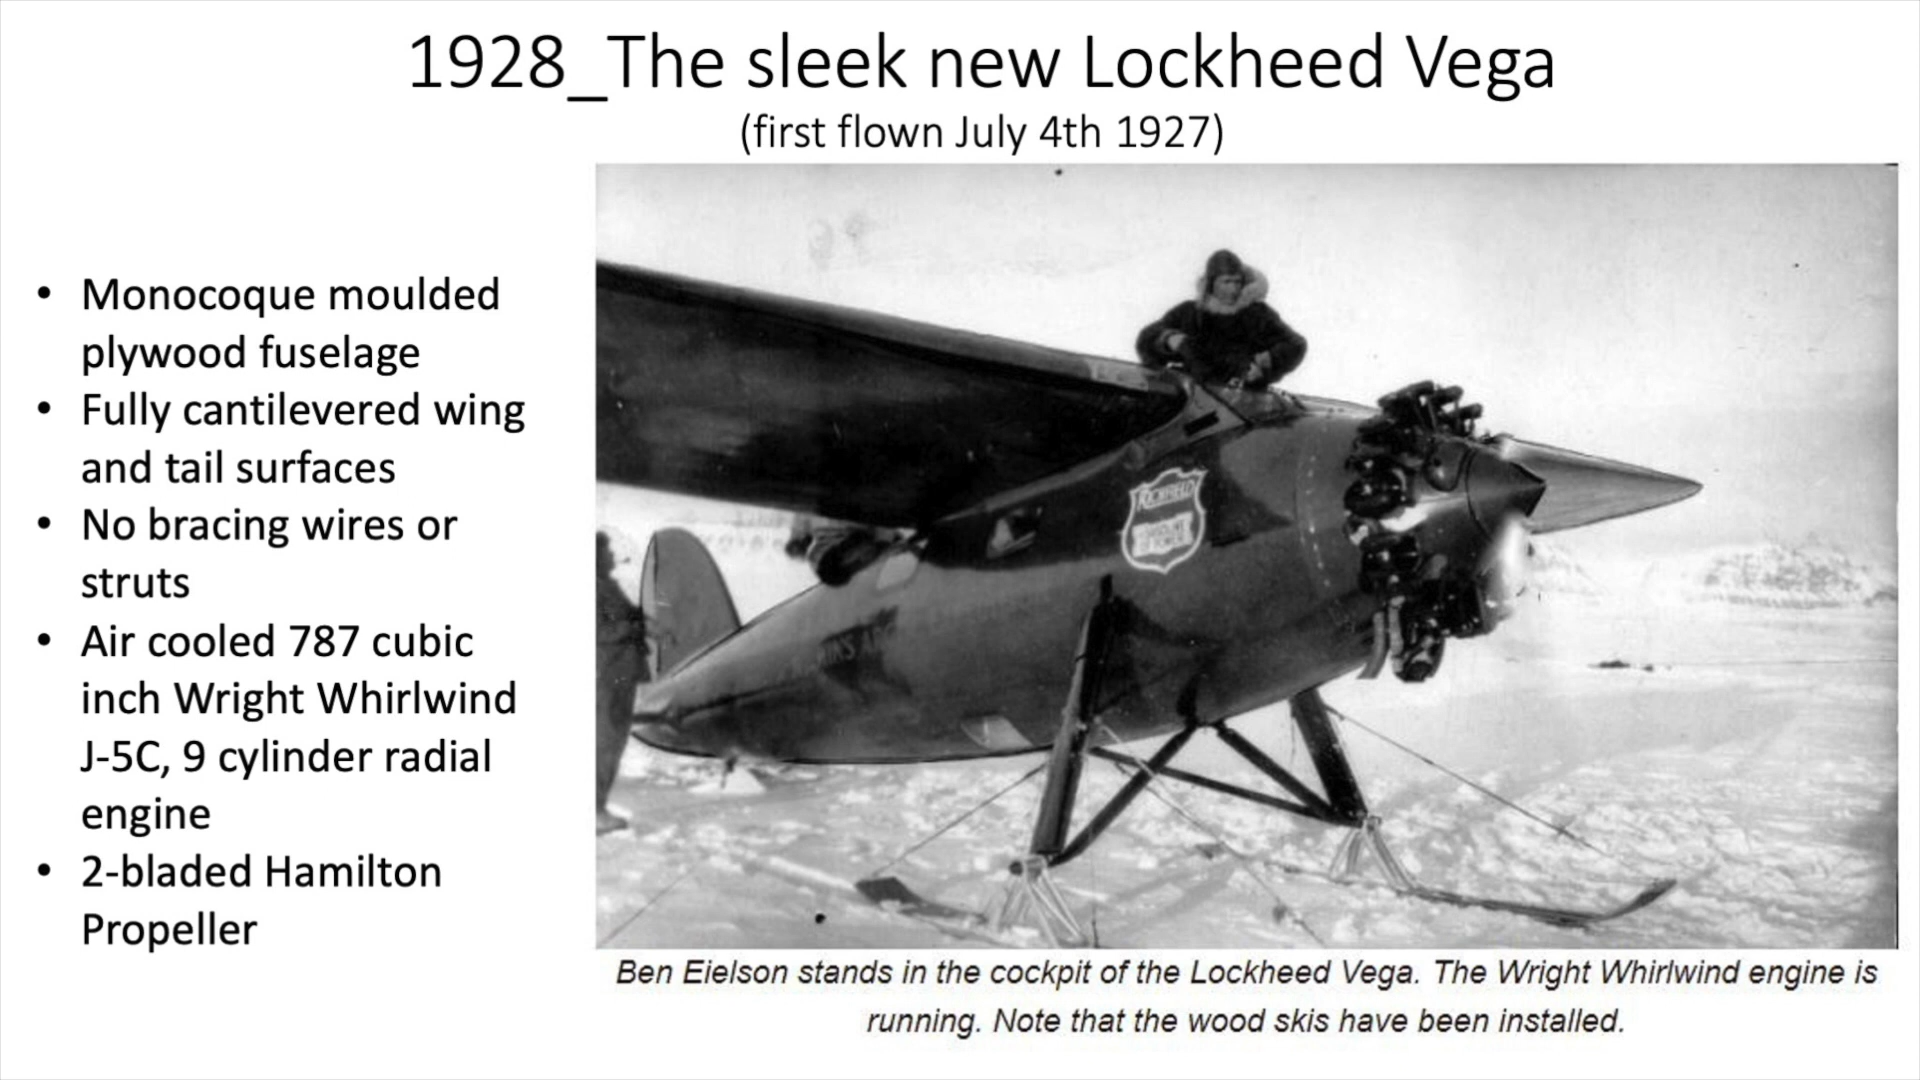 1928_The sleek new Lockheed Vega
(first flown July 4th 1927)
• Monocoque moulded
plywood fuselage
• Fully cantilevered wing
and tail surfaces
• No bracing wires or
struts
• Air cooled 787 cubic
inch Wright Whirlwind
J-5C, 9 cylinder radial
engine
• 2-bladed Hamilton
Propeller
RICHFIELD
Ben Eielson stands in the cockpit of the Lockheed Vega. The Wright Whirlwind engine is
running. Note that the wood skis have been installed.